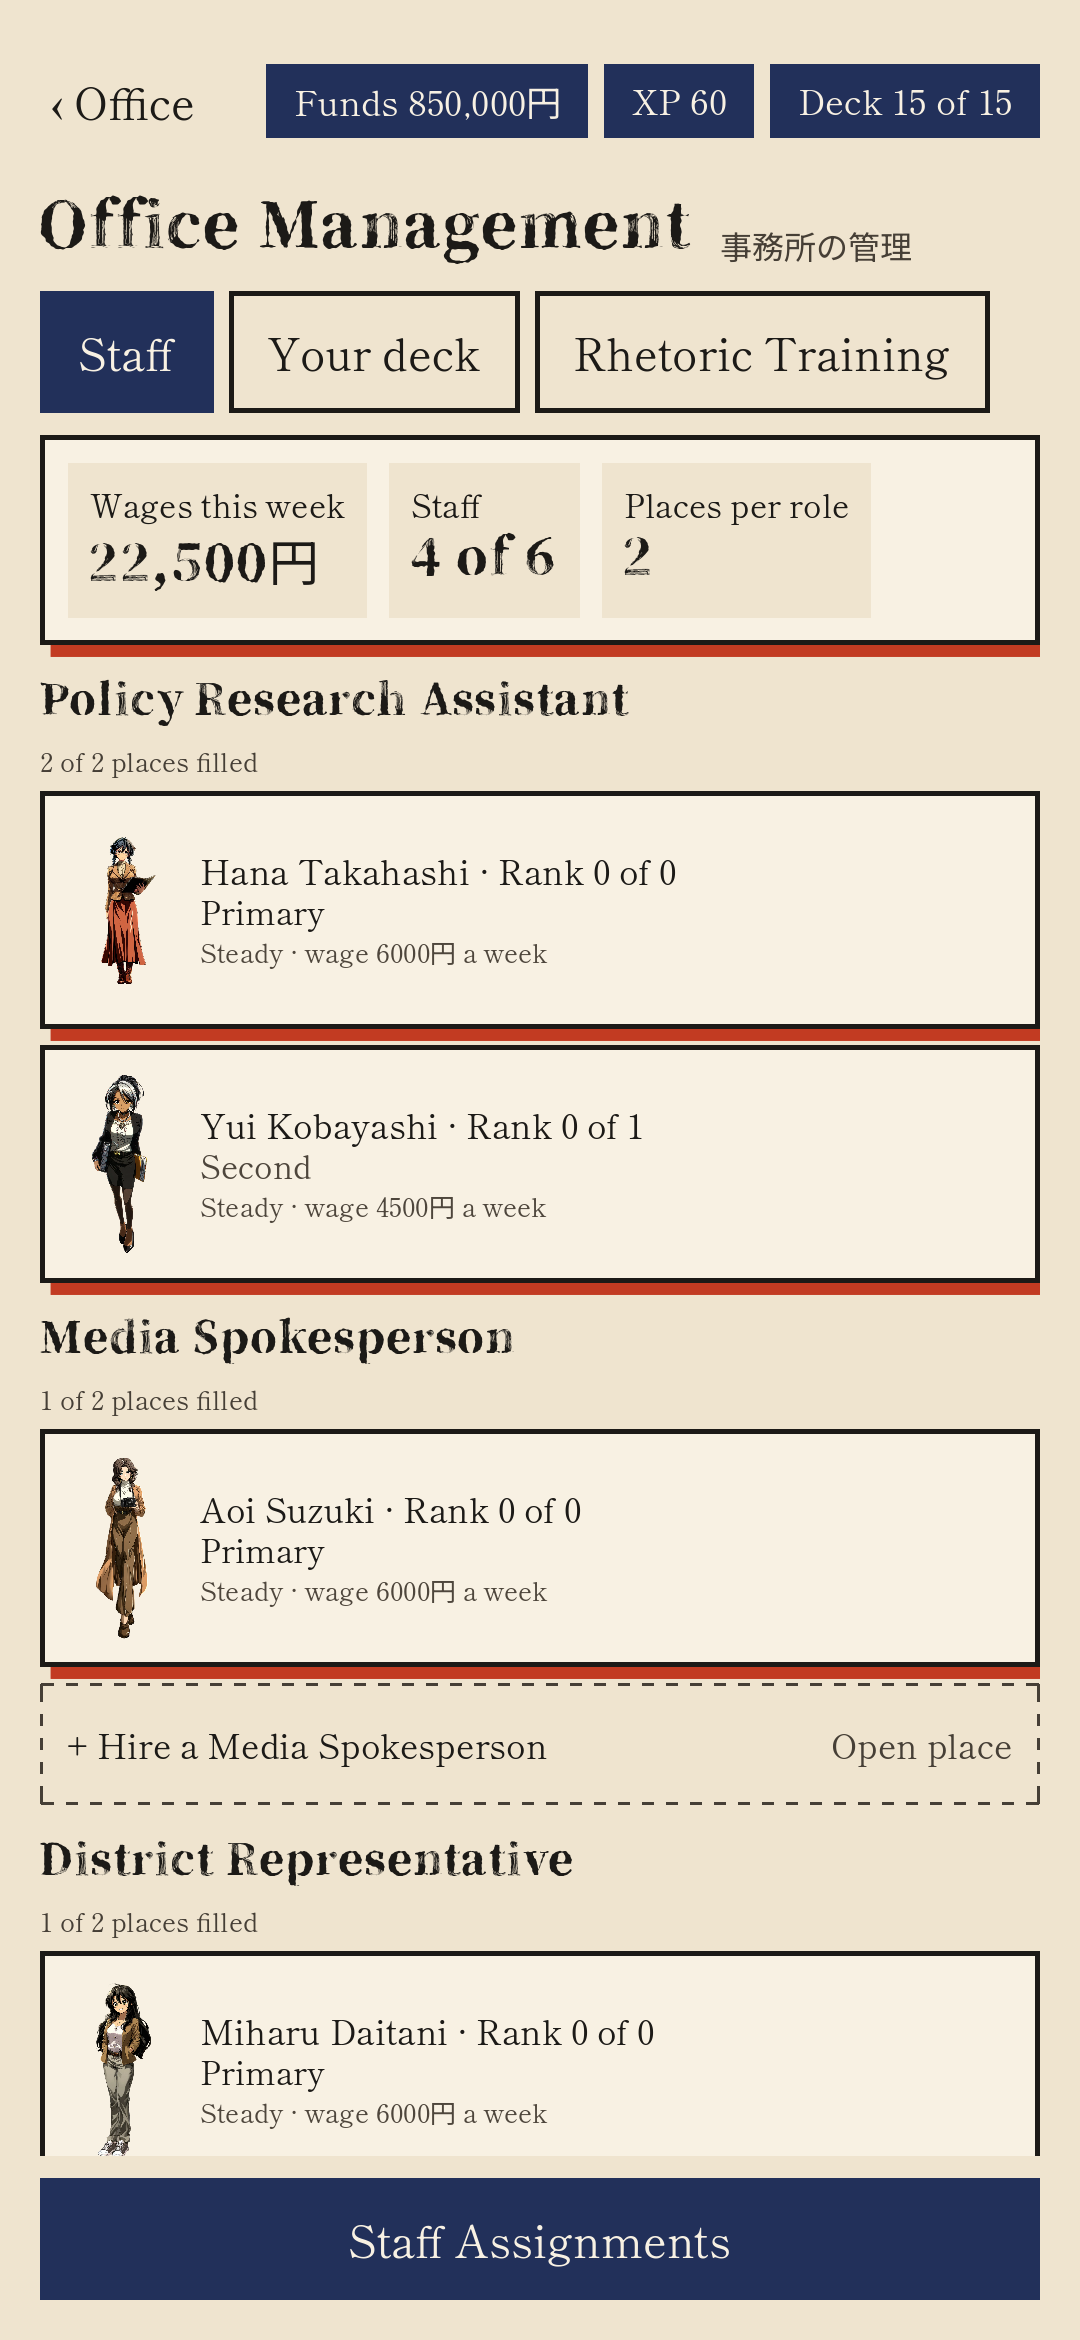 ‹ Office
Funds 850,000円
XP 60
Deck 15 of 15
Office Management 事務所の管理
Staff
Your deck
Rhetoric Training
Wages this week
22,500円
Staff
4 of 6
Places per role
2
Policy Research Assistant
2 of 2 places filled
Hana Takahashi · Rank 0 of 0
Primary
Steady · wage 6000円 a week
Yui Kobayashi · Rank 0 of 1
Second
Steady · wage 4500円 a week
Media Spokesperson
1 of 2 places filled
Aoi Suzuki · Rank 0 of 0
Primary
Steady · wage 6000円 a week
+ Hire a Media Spokesperson
Open place
District Representative
1 of 2 places filled
Miharu Daitani · Rank 0 of 0
Primary
Steady · wage 6000円 a week
Staff Assignments